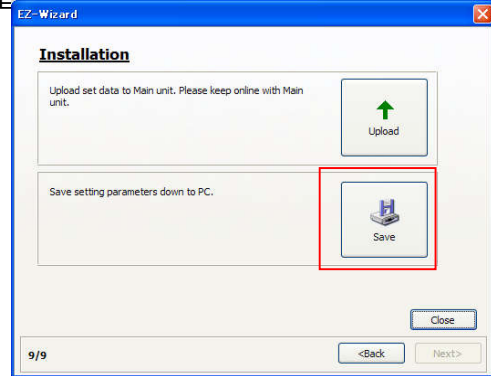 E
EZ-Wizard
Installation
Upload set data to Main unit. Please keep online with Main
unit.
Upload
Save setting parameters down to PC.
Save
Close
9/9
<Back
Next>